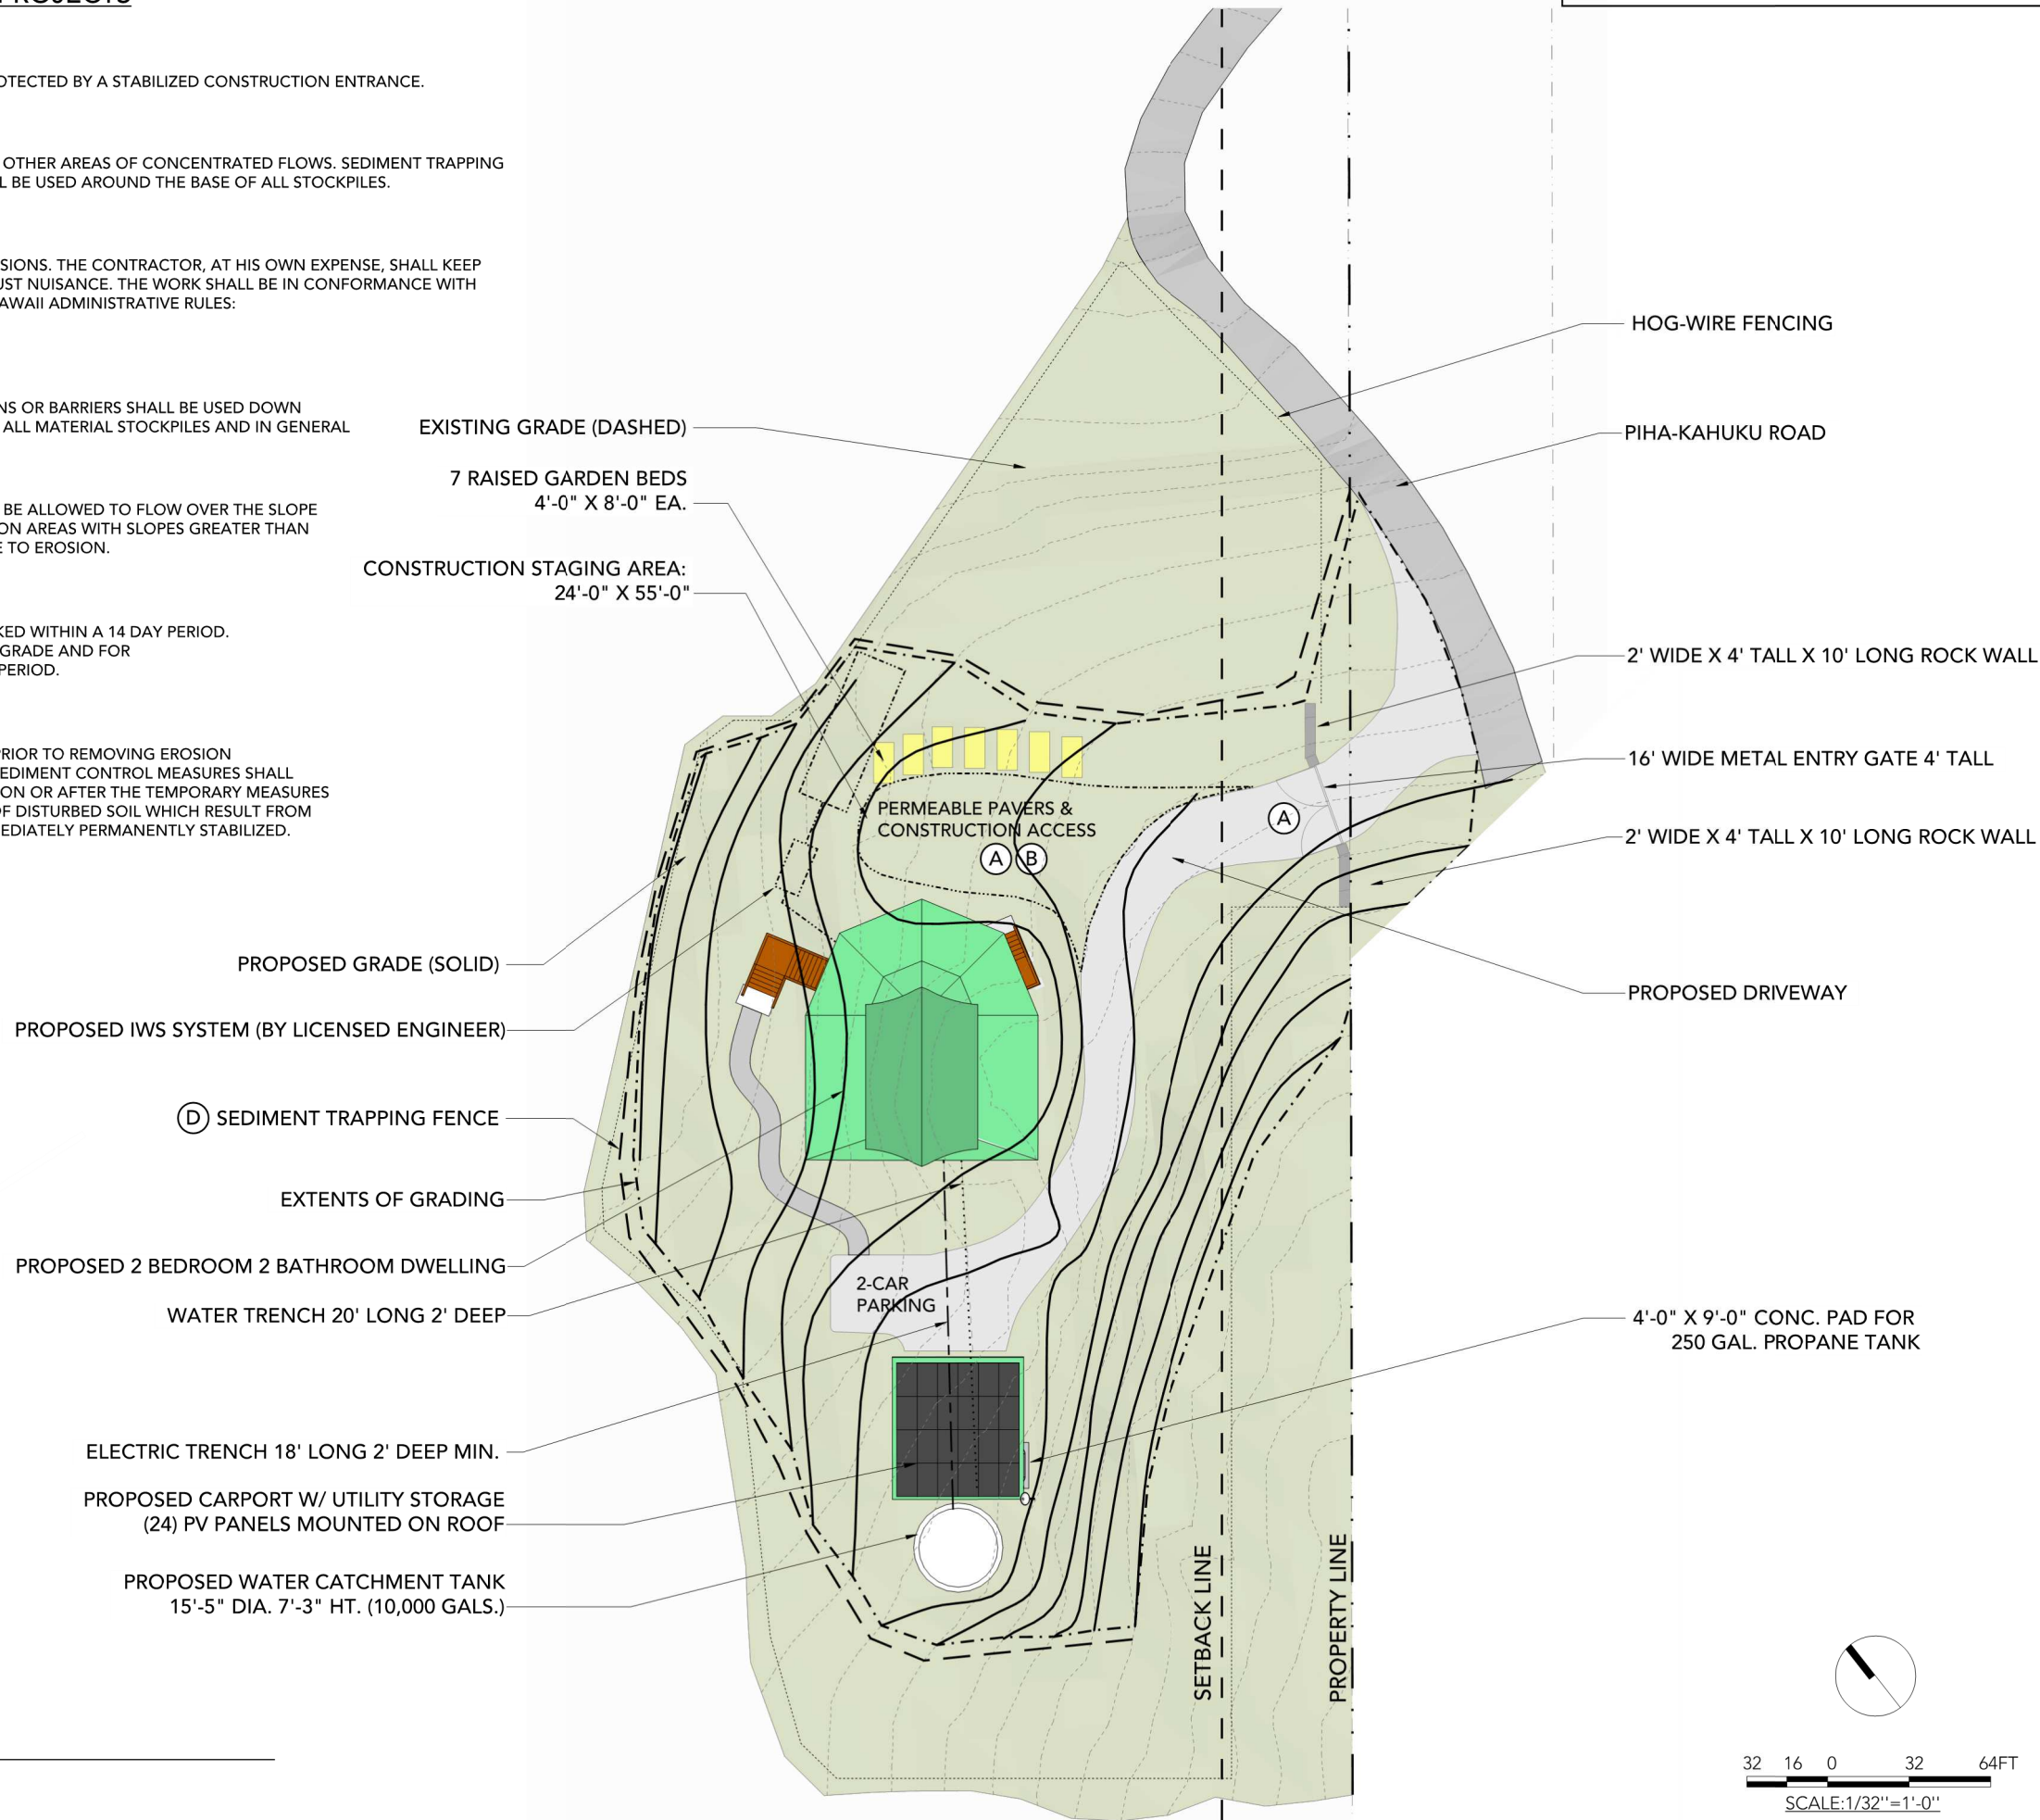 OTECTED BY A STABILIZED CONSTRUCTION ENTRANCE.
OTHER AREAS OF CONCENTRATED FLOWS. SEDIMENT TRAPPING
BE USED AROUND THE BASE OF ALL STOCKPILES.
SIONS. THE CONTRACTOR, AT HIS OWN EXPENSE, SHALL KEEP
UST NUISANCE. THE WORK SHALL BE IN CONFORMANCE WITH
AWAII ADMINISTRATIVE RULES:
NS OR BARRIERS SHALL BE USED DOWN
ALL MATERIAL STOCKPILES AND IN GENERAL
BE ALLOWED TO FLOW OVER THE SLOPE
ON AREAS WITH SLOPES GREATER THAN
E TO EROSION.
KED WITHIN A 14 DAY PERIOD.
GRADE AND FOR
PERIOD.
PRIOR TO REMOVING EROSION
EDIMENT CONTROL MEASURES SHALL
ON OR AFTER THE TEMPORARY MEASURES
OF DISTURBED SOIL WHICH RESULT FROM
EDIATELY PERMANENTLY STABILIZED.
EXISTING GRADE (DASHED)
7 RAISED GARDEN BEDS
4'-0" X 8'-0" EA.
CONSTRUCTION STAGING AREA:
24'-0" X 55'-0"
PROPOSED GRADE (SOLID)
PROPOSED IWS SYSTEM (BY LICENSED ENGINEER)
D SEDIMENT TRAPPING FENCE
EXTENTS OF GRADING
PROPOSED 2 BEDROOM 2 BATHROOM DWELLING
WATER TRENCH 20' LONG 2' DEEP
ELECTRIC TRENCH 18' LONG 2' DEEP MIN.
PROPOSED CARPORT W/ UTILITY STORAGE
(24) PV PANELS MOUNTED ON ROOF
PROPOSED WATER CATCHMENT TANK
15'-5" DIA. 7'-3" HT. (10,000 GALS.)
PERMEABLE PAVERS &
CONSTRUCTION ACCESS
A B
A
2-CAR
PARKING
SETBACK LINE
PROPERTY LINE
HOG-WIRE FENCING
PIHA-KAHUKU ROAD
2' WIDE X 4' TALL X 10' LONG ROCK WALL
16' WIDE METAL ENTRY GATE 4' TALL
2' WIDE X 4' TALL X 10' LONG ROCK WALL
PROPOSED DRIVEWAY
4'-0" X 9'-0" CONC. PAD FOR
250 GAL. PROPANE TANK
32 16 0 32 64FT
SCALE:1/32''=1'-0''